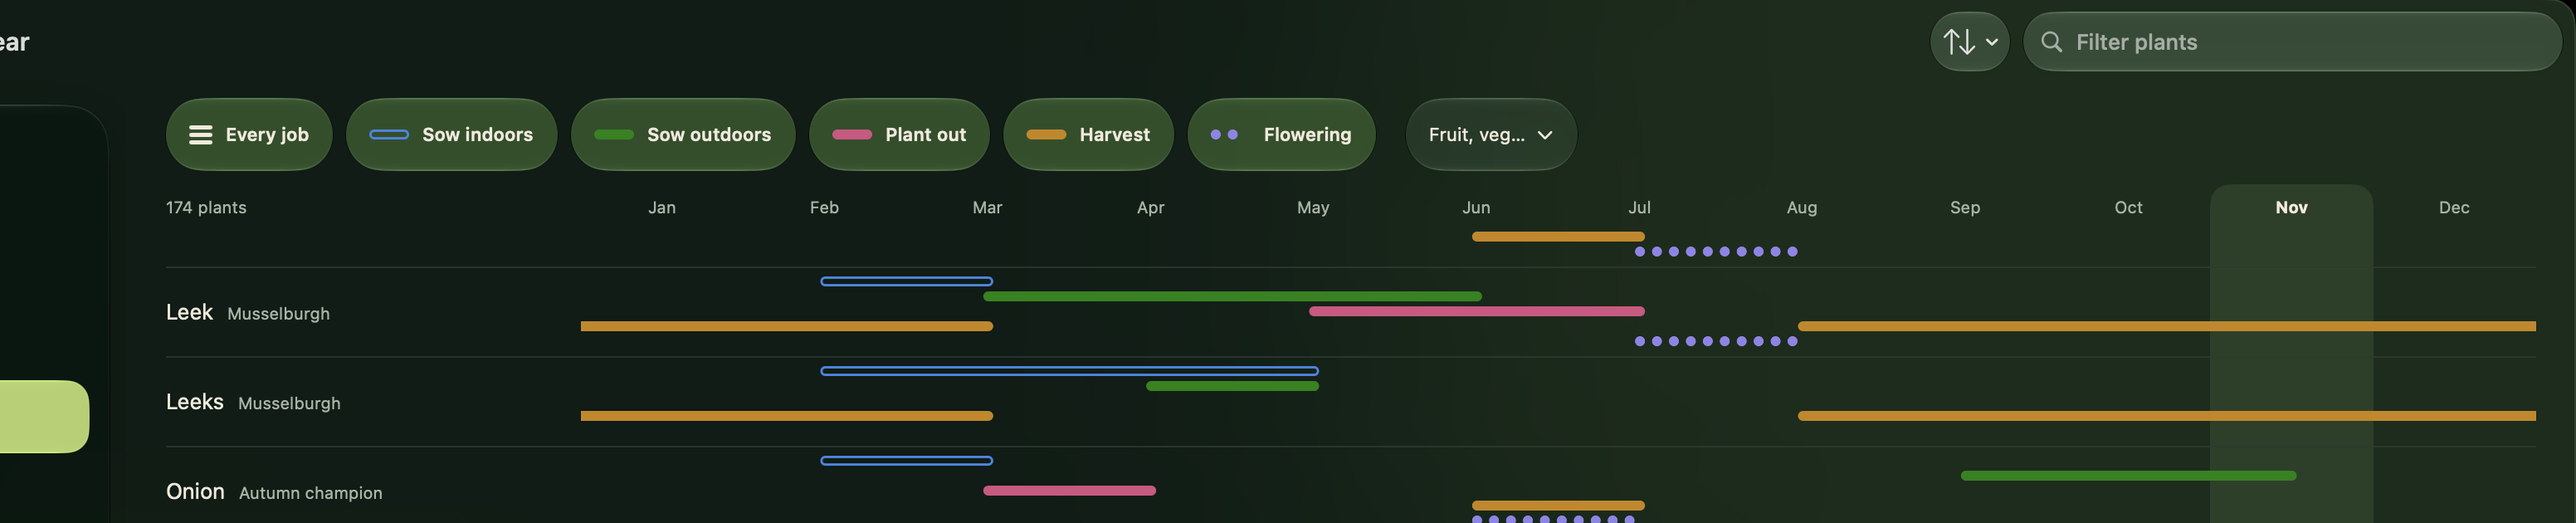 ear
Filter plants
Every job
Sow indoors
Sow outdoors
Plant out
Harvest
Flowering
Fruit, veg...
174 plants
Jan
Feb
Mar
Apr
May
Jun
Jul
Aug
Sep
Oct
Nov
Dec
Leek Musselburgh
Leeks Musselburgh
Onion Autumn champion